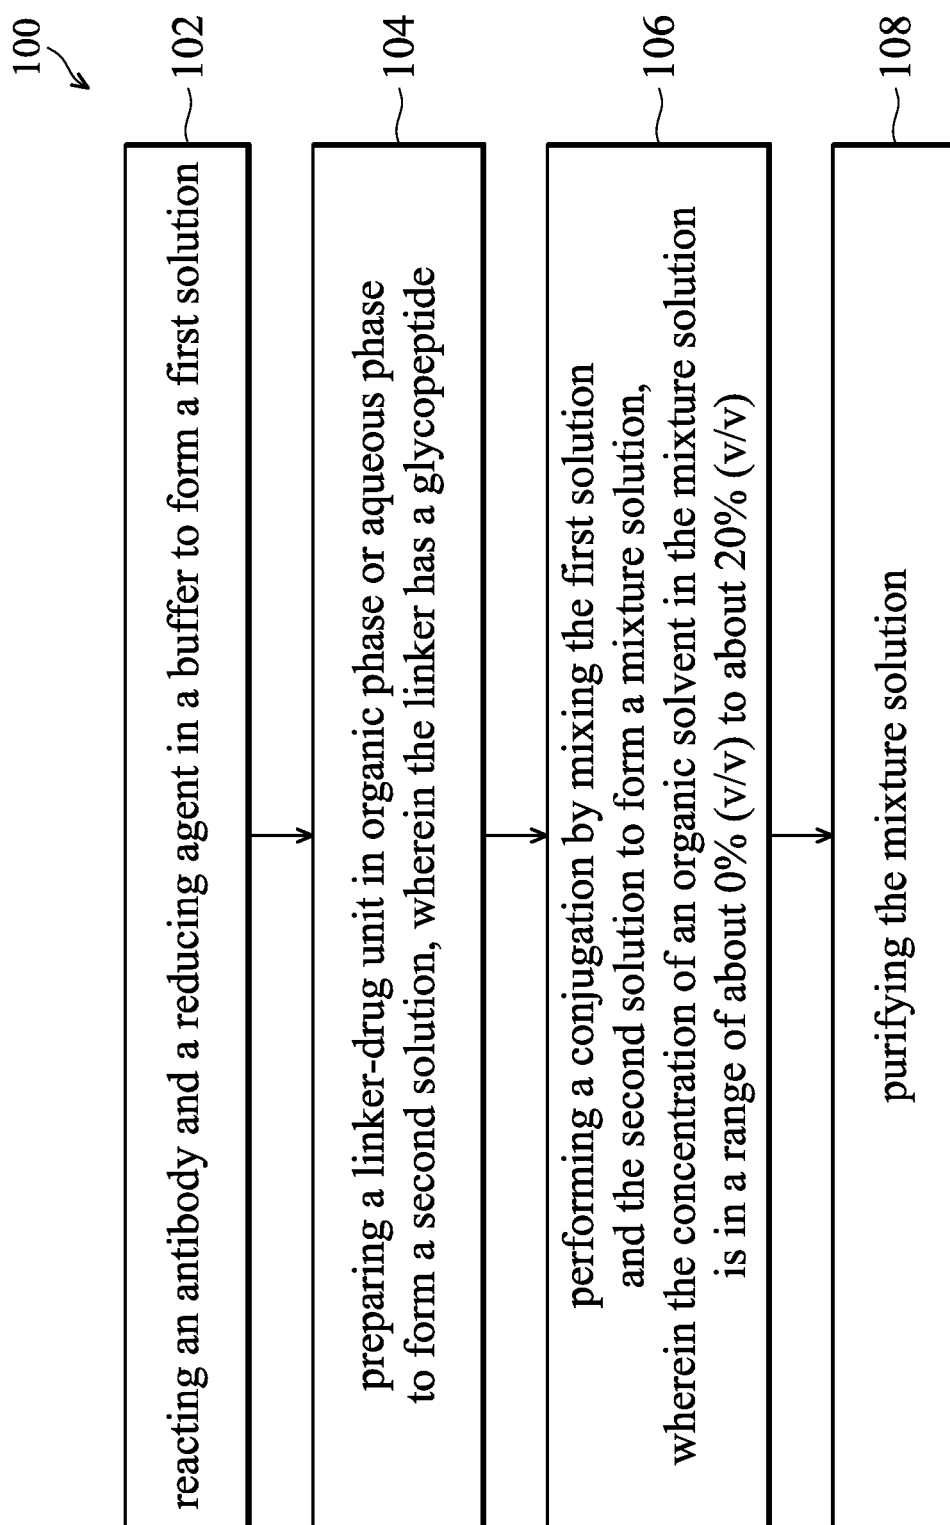 100
102
reacting an antibody and a reducing agent in a buffer to form a first solution
104
preparing a linker-drug unit in organic phase or aqueous phase
to form a second solution, wherein the linker has a glycopeptide
106
performing a conjugation by mixing the first solution
and the second solution to form a mixture solution,
wherein the concentration of an organic solvent in the mixture solution
is in a range of about 0% (v/v) to about 20% (v/v)
108
purifying the mixture solution